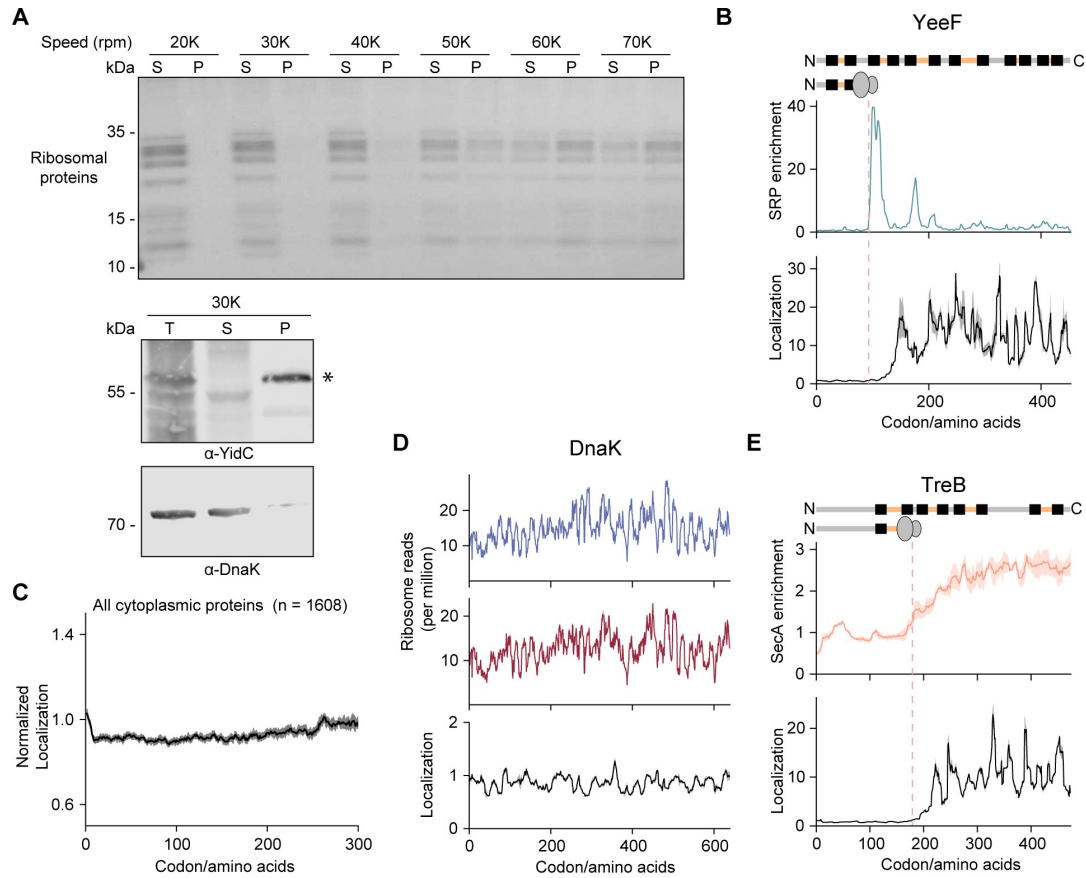 A
Speed (rpm) 20K 30K 40K 50K 60K 70K
kDa S P S P S P S P S P S P
35 -
Ribosomal
proteins
15 -
10 -
30K
kDa T S P
*
55 -
α-YidC
70 -
α-DnaK
B
YeeF
N C
N
40
20
0
SRP enrichment
30
20
10
0
Localization
0 200 400
Codon/amino acids
C
All cytoplasmic proteins (n = 1608)
1.4
1.0
0.6
Normalized
Localization
0 100 200 300
Codon/amino acids
D
DnaK
20
10
20
10
Ribosome reads
(per million)
2
1
0
Localization
0 200 400 600
Codon/amino acids
E
TreB
N C
N
3
2
1
0
SecA enrichment
20
10
0
Localization
0 100 200 300 400
Codon/amino acids